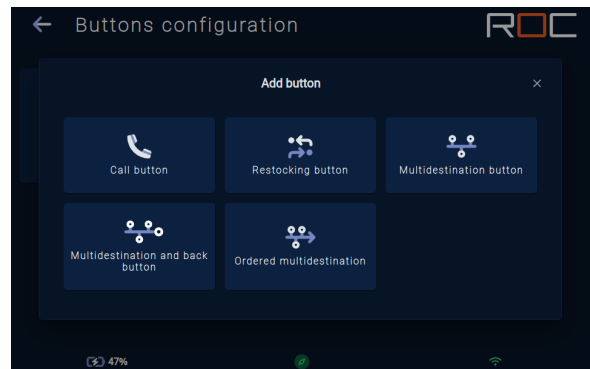 Buttons configuration
ROC
Add button
Call button
Restocking button
Multidestination button
Multidestination and back
button
Ordered multidestination
47%